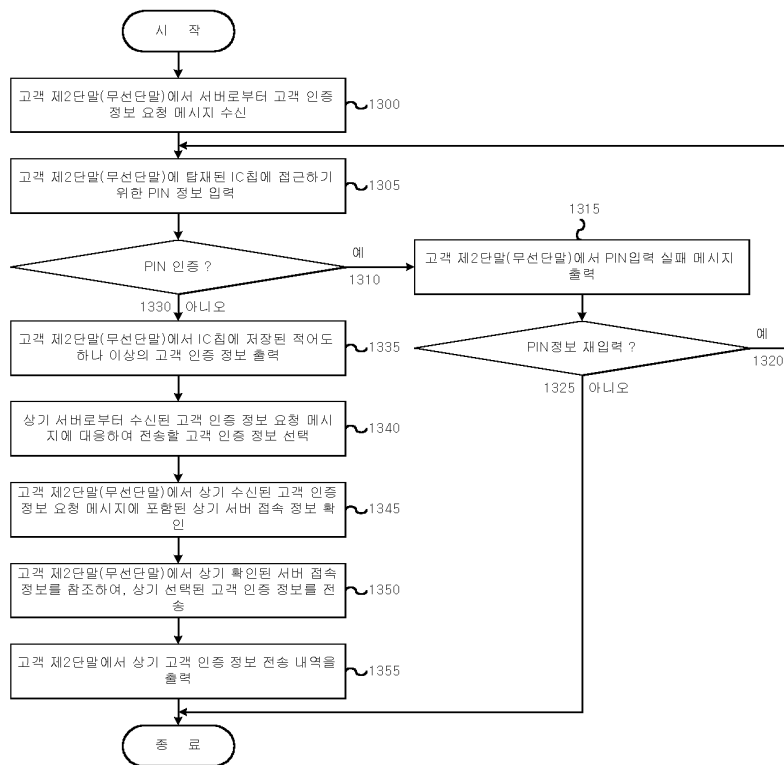 시 작
고객 제2단말(무선단말)에서 서버로부터 고객 인증
정보 요청 메시지 수신
1300
고객 제2단말(무선단말)에 탑재된 IC칩에 접근하기
위한 PIN 정보 입력
1305
PIN 인증 ?
예
1310
1315
고객 제2단말(무선단말)에서 PIN입력 실패 메시지
출력
1330 아니오
고객 제2단말(무선단말)에서 IC칩에 저장된 적어도
하나 이상의 고객 인증 정보 출력
1335
PIN정보 재입력 ?
예
1320
1325 아니오
상기 서버로부터 수신된 고객 인증 정보 요청 메시
지에 대응하여 전송할 고객 인증 정보 선택
1340
고객 제2단말(무선단말)에서 상기 수신된 고객 인증
정보 요청 메시지에 포함된 상기 서버 접속 정보 확
인
1345
고객 제2단말(무선단말)에서 상기 확인된 서버 접속
정보를 참조하여, 상기 선택된 고객 인증 정보를 전
송
1350
고객 제2단말에서 상기 고객 인증 정보 전송 내역을
출력
1355
종 료